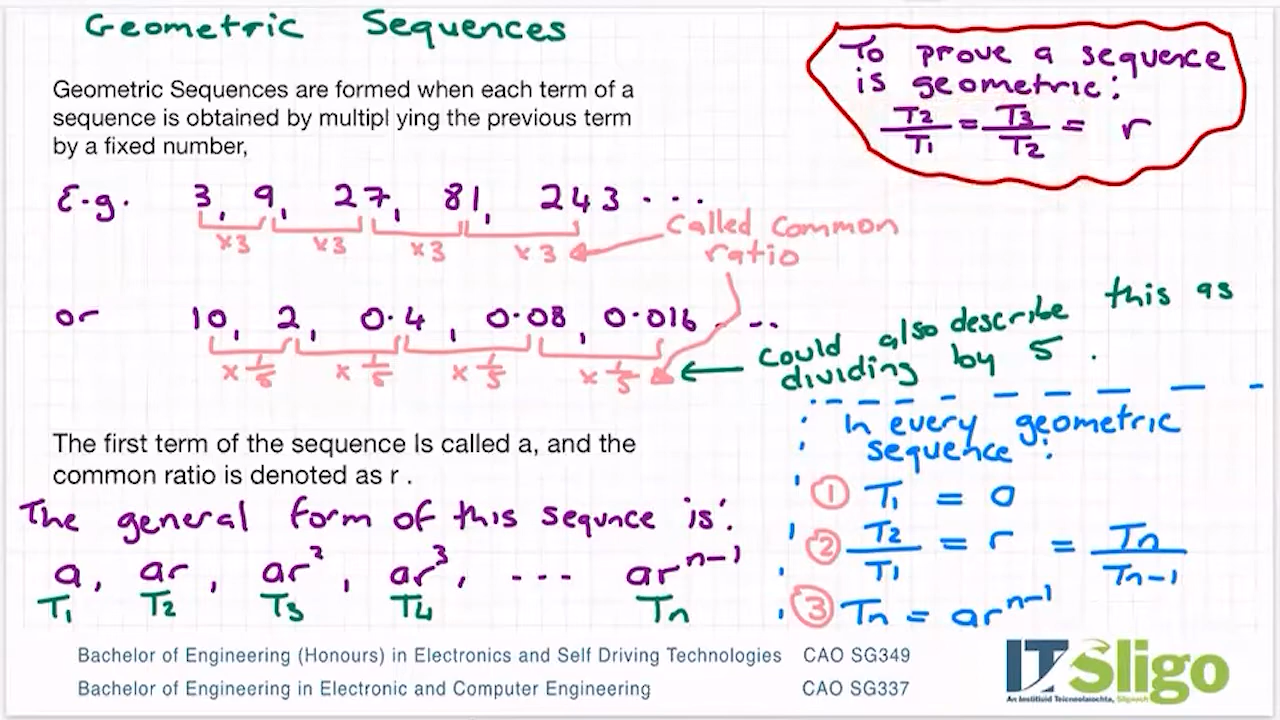 Geometric Sequences
To prove a sequence
is geometric:
T2/T1 = T3/T2 = r
Geometric Sequences are formed when each term of a
sequence is obtained by multipl ying the previous term
by a fixed number,
E.g. 3, 9, 27, 81, 243 ...
×3 ×3 ×3 ×3
Called common
ratio
or 10, 2, 0.4, 0.08, 0.016 ...
× 1/5 × 1/5 × 1/5 × 1/5
Could also describe this as
dividing by 5.
The first term of the sequence Is called a, and the
common ratio is denoted as r .
The general form of this sequnce is:
a, ar, ar², ar³, --- arⁿ⁻¹
T1 T2 T3 T4 Tn
In every geometric
sequence:
① T1 = a
② T2/T1 = r = Tn/Tn-1
③ Tn = arⁿ⁻¹
Bachelor of Engineering (Honours) in Electronics and Self Driving Technologies CAO SG349
Bachelor of Engineering in Electronic and Computer Engineering CAO SG337
IT Sligo
An Institiúid Teicneolaíochta, Sligeach